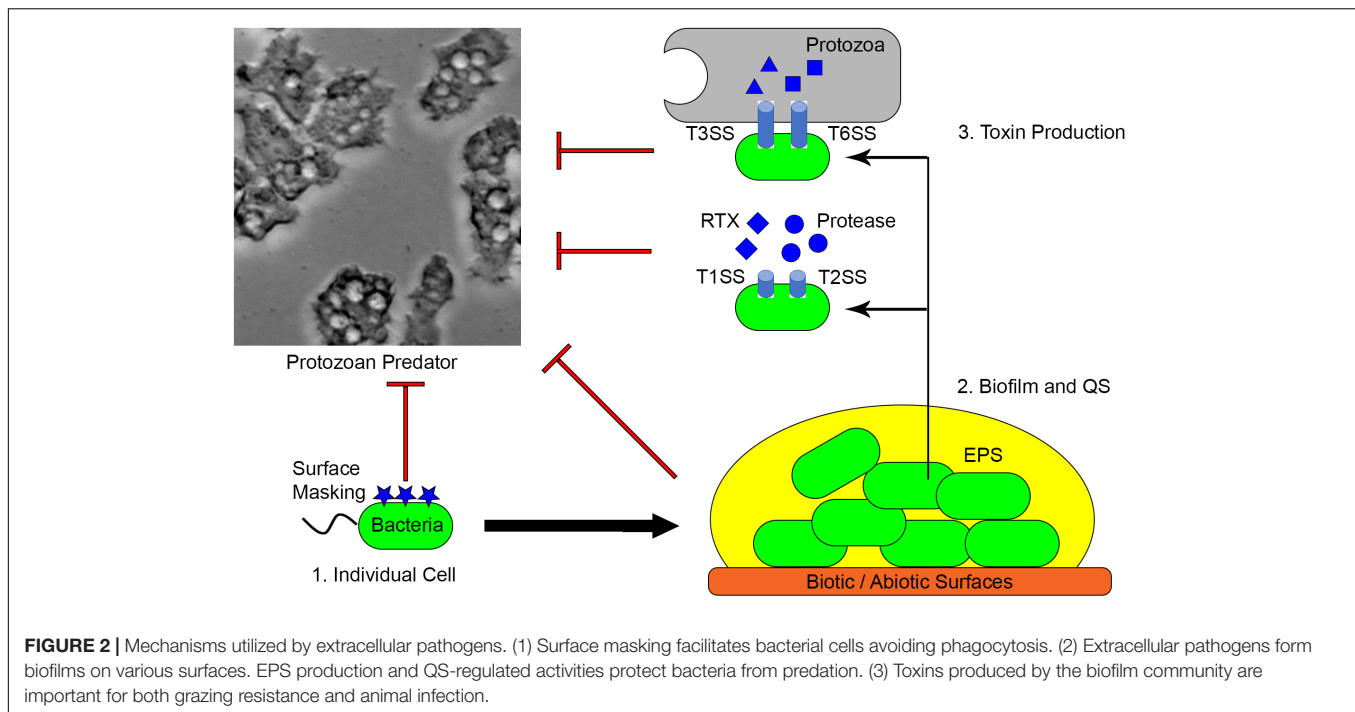 Protozoa
T3SS
T6SS
3. Toxin Production
RTX
Protease
T1SS
T2SS
Protozoan Predator
2. Biofilm and QS
EPS
Surface
Masking
Bacteria
1. Individual Cell
Biotic / Abiotic Surfaces
FIGURE 2 | Mechanisms utilized by extracellular pathogens. (1) Surface masking facilitates bacterial cells avoiding phagocytosis. (2) Extracellular pathogens form
biofilms on various surfaces. EPS production and QS-regulated activities protect bacteria from predation. (3) Toxins produced by the biofilm community are
important for both grazing resistance and animal infection.